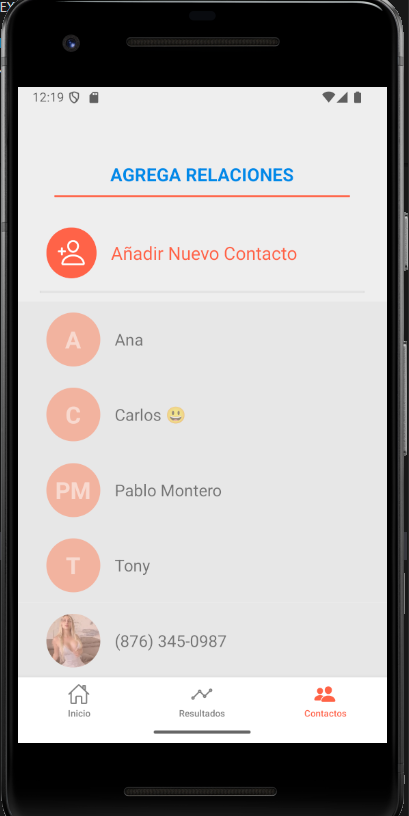 EX
12:19
AGREGA RELACIONES
Añadir Nuevo Contacto
A
Ana
C
Carlos 😃
PM
Pablo Montero
T
Tony
(876) 345-0987
Inicio
Resultados
Contactos